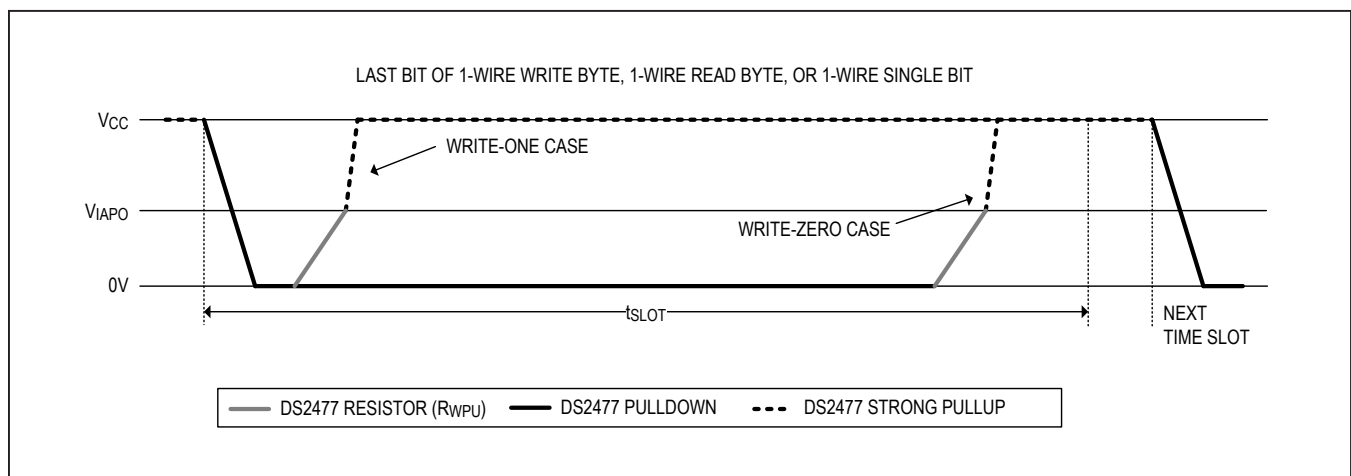 LAST BIT OF 1-WIRE WRITE BYTE, 1-WIRE READ BYTE, OR 1-WIRE SINGLE BIT
VCC
WRITE-ONE CASE
VIAPO
WRITE-ZERO CASE
0V
tSLOT
NEXT
TIME SLOT
DS2477 RESISTOR (RWPU)
DS2477 PULLDOWN
DS2477 STRONG PULLUP